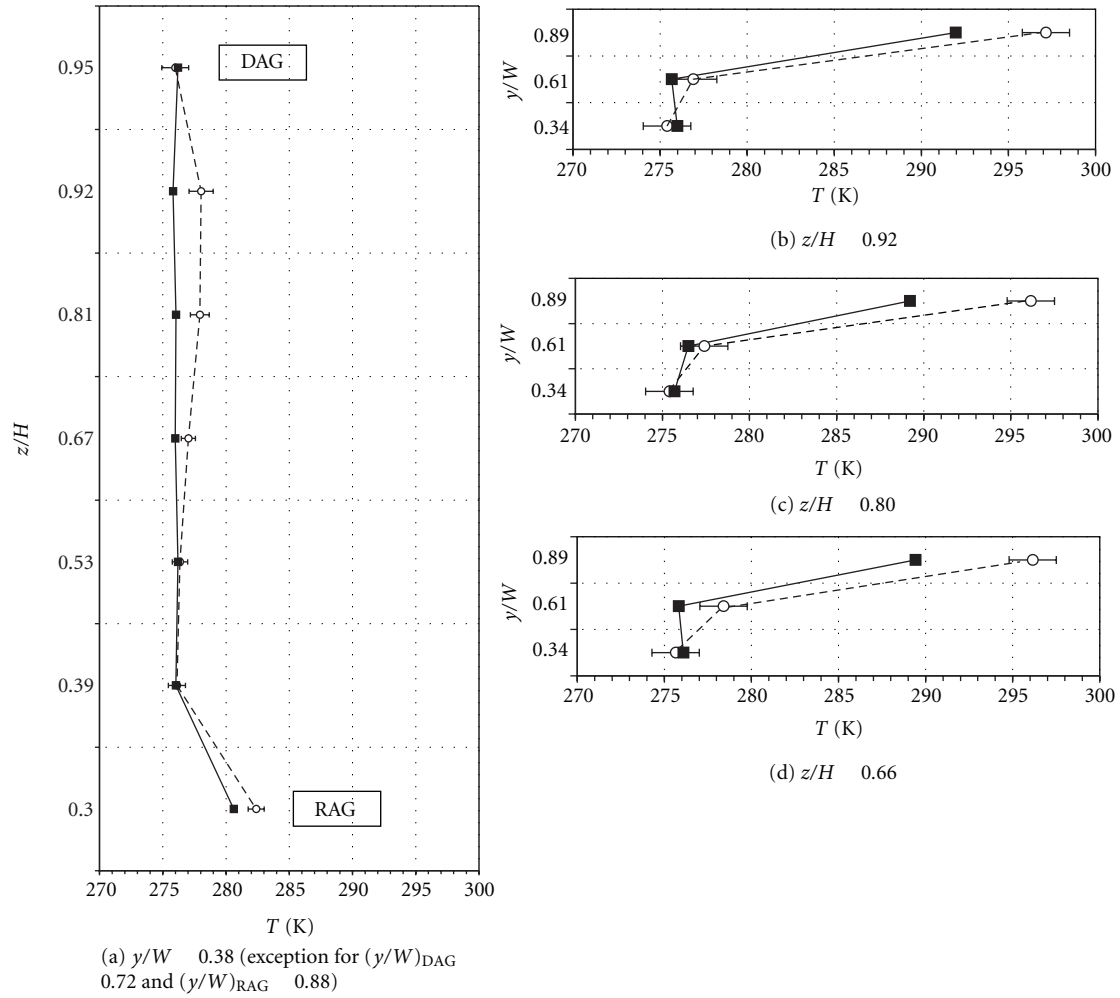 0.95
0.92
0.81
0.67
0.53
0.39
0.3
z/H
DAG
RAG
270 275 280 285 290 295 300
T (K)
(a) y/W 0.38 (exception for (y/W)DAG
0.72 and (y/W)RAG 0.88)
0.89
0.61
0.34
y/W
270 275 280 285 290 295 300
T (K)
(b) z/H 0.92
0.89
0.61
0.34
y/W
270 275 280 285 290 295 300
T (K)
(c) z/H 0.80
0.89
0.61
0.34
y/W
270 275 280 285 290 295 300
T (K)
(d) z/H 0.66